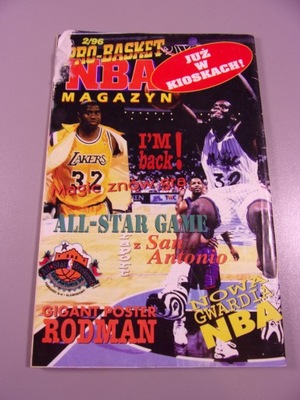 2/96
PRO-BASKET
NBA
MAGAZYN
JUŻ W
KIOSKACH!
I'M
back!
LAKERS
32
32
Magic znów gra
ALL-STAR GAME
z San
Antonio
GIGANT POSTER
RODMAN
NOWA
GWARDIA
NBA